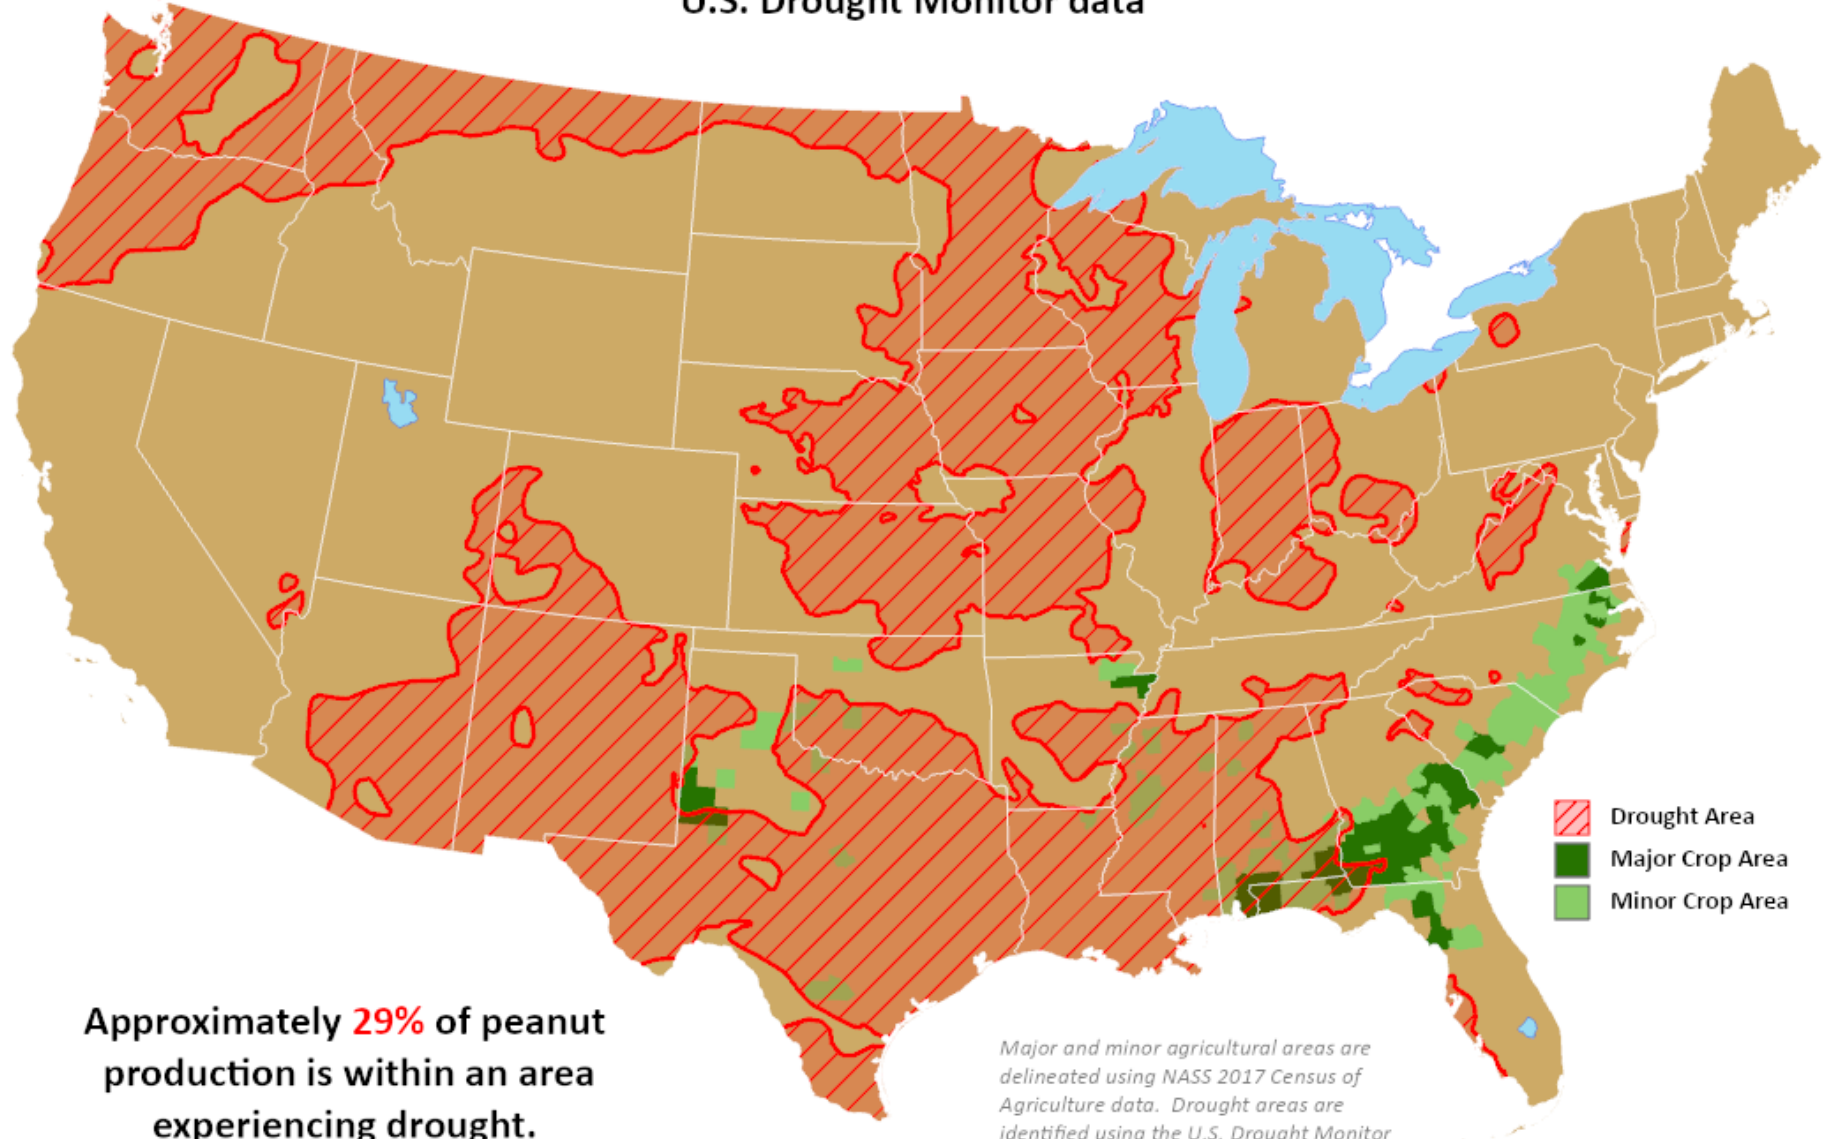 U.S. Drought Monitor data
Drought Area
Major Crop Area
Minor Crop Area
Approximately 29% of peanut
production is within an area
experiencing drought.
Major and minor agricultural areas are
delineated using NASS 2017 Census of
Agriculture data.  Drought areas are
identified using the U.S. Drought Monitor